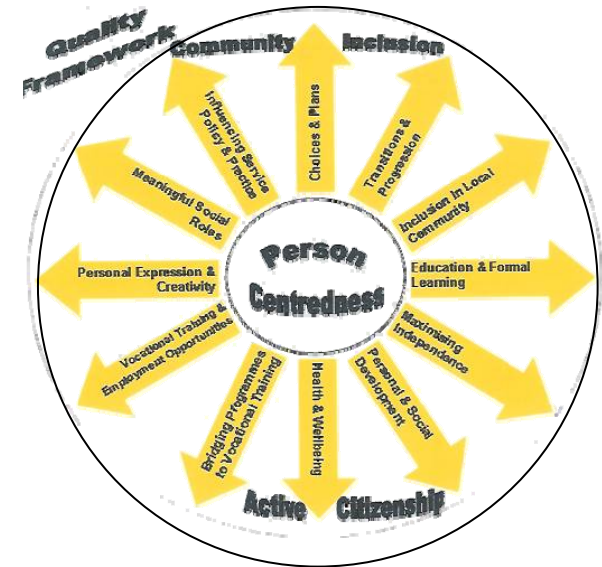 Quality
Framework
Community Inclusion
Choices & Plans
Transitions &
Progression
Inclusion In Local
Community
Education & Formal
Learning
Maximising
Independence
Personal & Social
Development
Health & Wellbeing
Bridging Programmes
to Vocational Training
Vocational Training &
Employment Opportunities
Personal Expression &
Creativity
Meaningful Social
Roles
Influencing Service
Policy & Practice
Person
Centredness
Active Citizenship